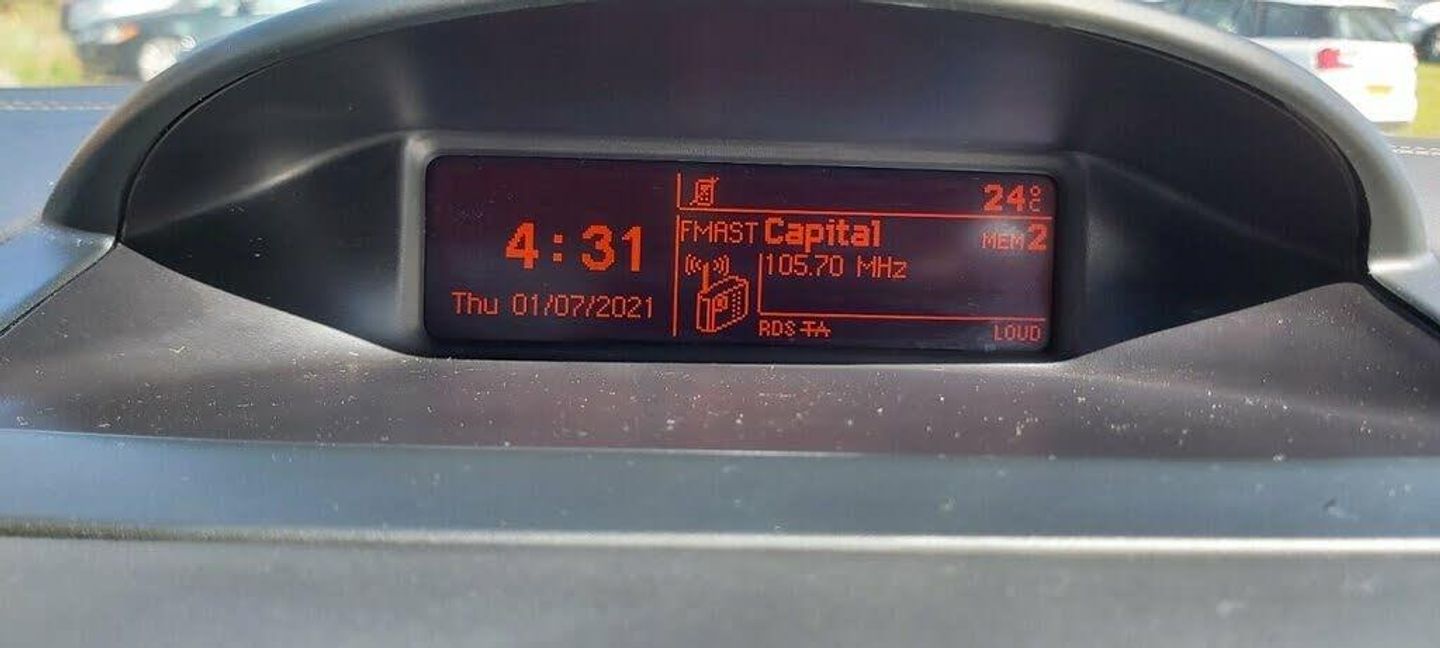 4:31
Thu 01/07/2021
24°C
FMAST Capital MEM 2
105.70 MHz
RDS TA LOUD